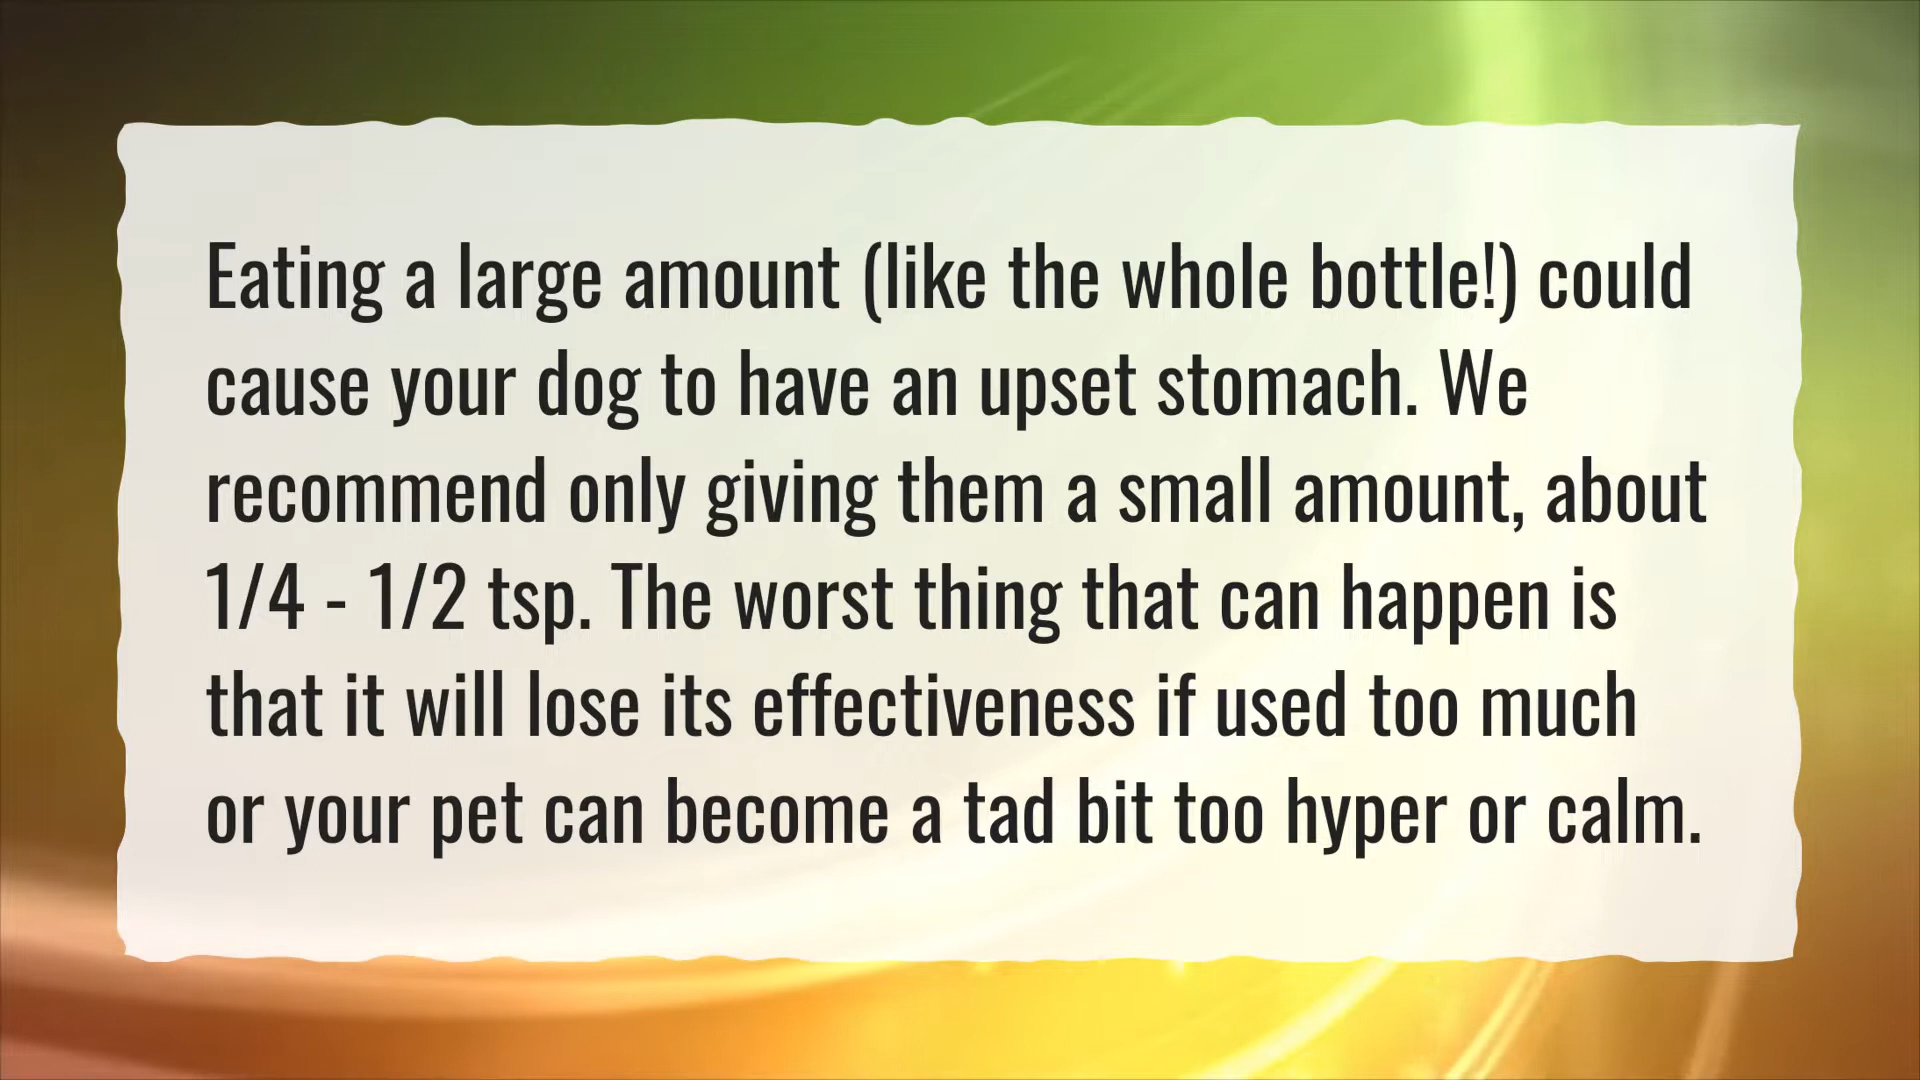 Eating a large amount (like the whole bottle!) could
cause your dog to have an upset stomach. We
recommend only giving them a small amount, about
1/4 - 1/2 tsp. The worst thing that can happen is
that it will lose its effectiveness if used too much
or your pet can become a tad bit too hyper or calm.